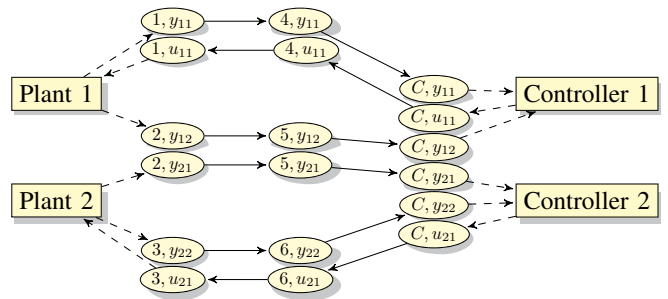 1, y₁₁
4, y₁₁
1, u₁₁
4, u₁₁
Plant 1
C, y₁₁
Controller 1
C, u₁₁
2, y₁₂
5, y₁₂
C, y₁₂
2, y₂₁
5, y₂₁
C, y₂₁
Plant 2
C, y₂₂
Controller 2
C, u₂₁
3, y₂₂
6, y₂₂
3, u₂₁
6, u₂₁